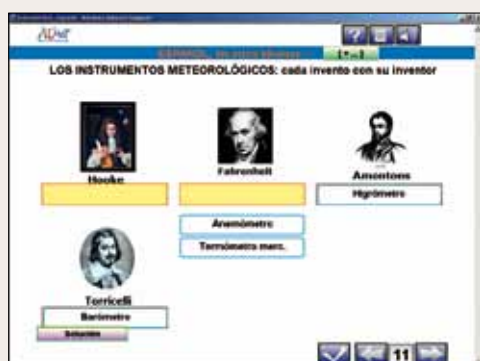 LOS INSTRUMENTOS METEOROLÓGICOS: cada invento con su inventor
Hooke
Fahrenheit
Amontons
Higrómetro
Anemómetro
Termómetro merc.
Torricelli
Barómetro
Solución
11